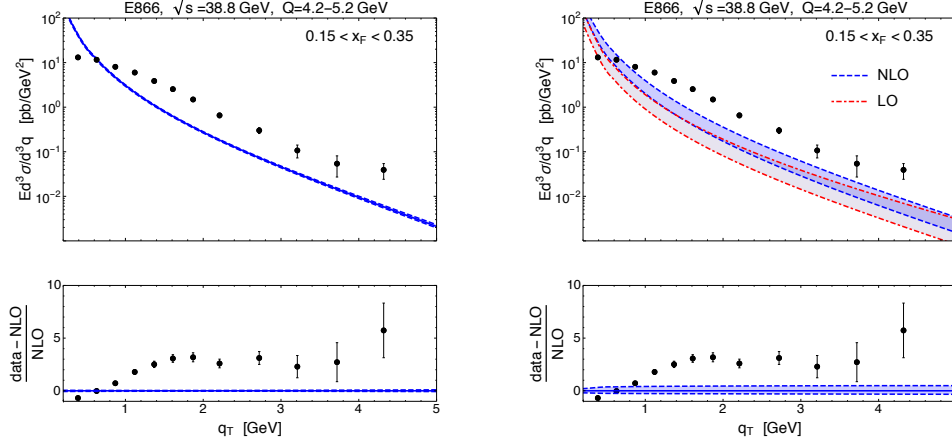 E866, √s =38.8 GeV, Q=4.2–5.2 GeV
0.15 < x_F < 0.35
Ed³σ/d³q [pb/GeV²]
10²
10¹
10⁰
10⁻¹
10⁻²
data – NLO
NLO
10
5
0
1
2
3
4
5
q_T [GeV]
E866, √s =38.8 GeV, Q=4.2–5.2 GeV
0.15 < x_F < 0.35
NLO
LO
Ed³σ/d³q [pb/GeV²]
10²
10¹
10⁰
10⁻¹
10⁻²
data – NLO
NLO
10
5
0
1
2
3
4
q_T [GeV]